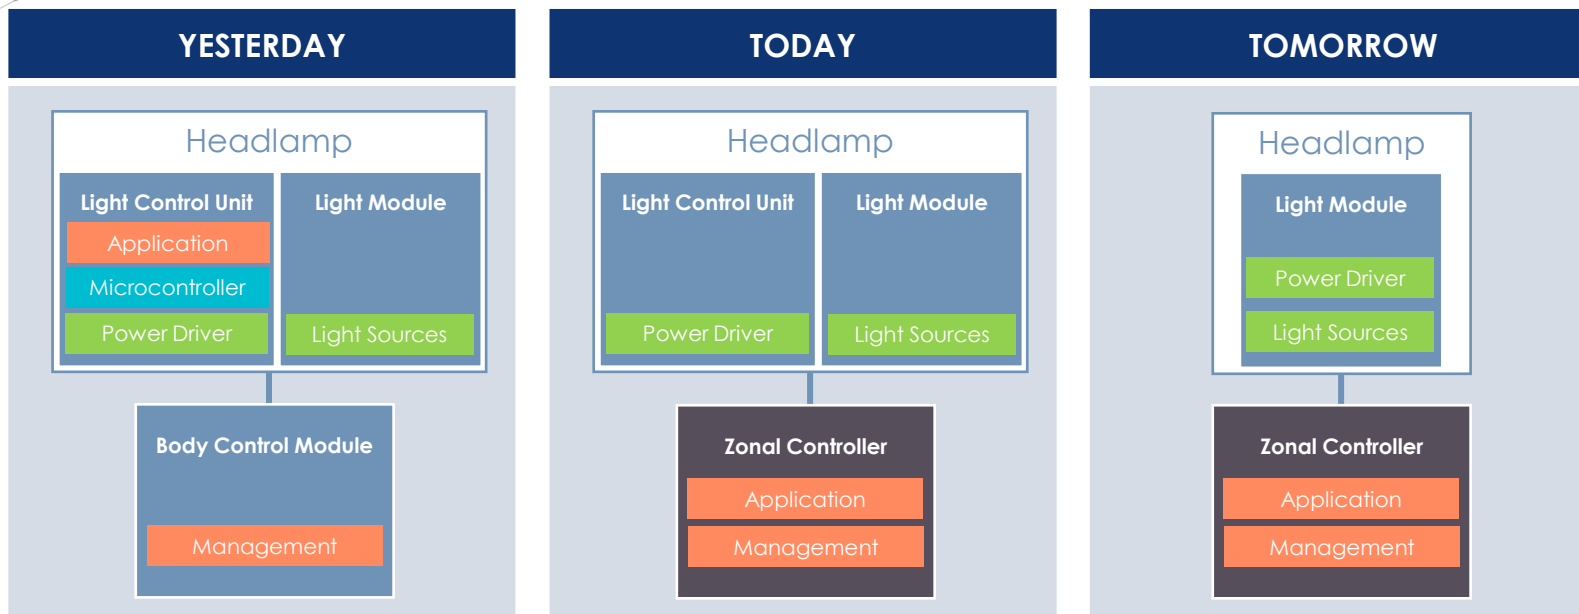 YESTERDAY
Headlamp
Light Control Unit
Application
Microcontroller
Power Driver
Light Module
Light Sources
Body Control Module
Management
TODAY
Headlamp
Light Control Unit
Power Driver
Light Module
Light Sources
Zonal Controller
Application
Management
TOMORROW
Headlamp
Light Module
Power Driver
Light Sources
Zonal Controller
Application
Management